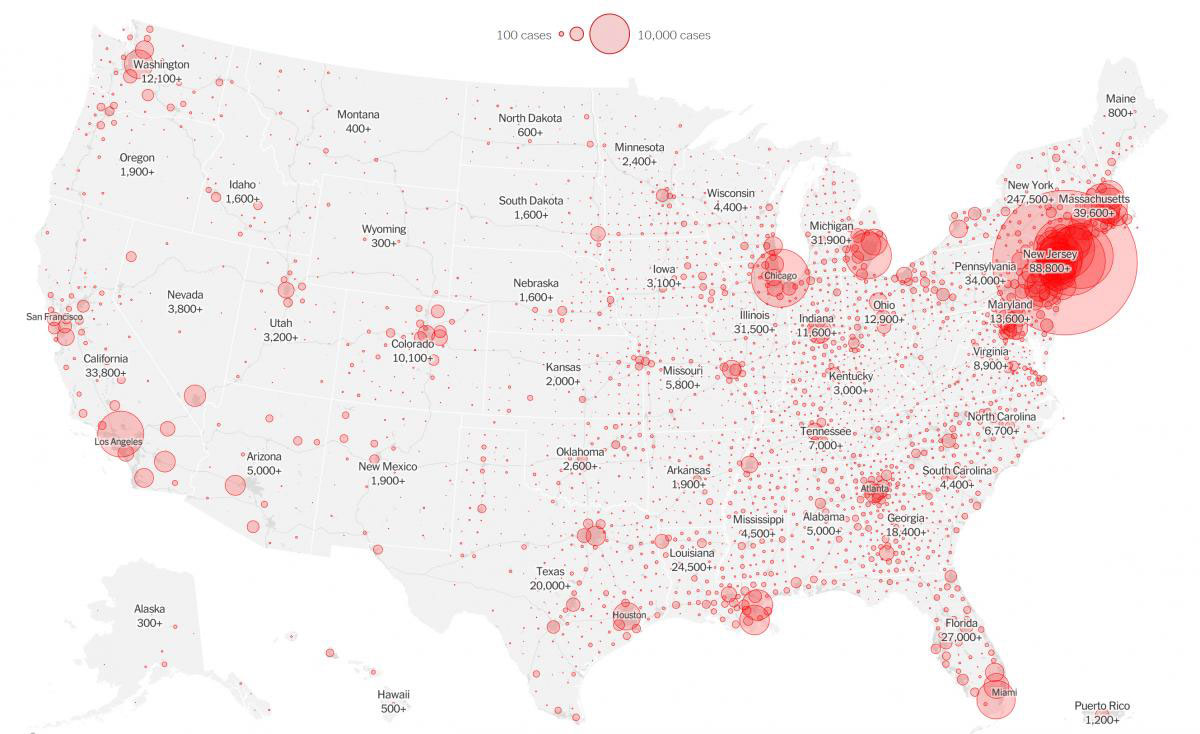 100 cases
10,000 cases
Washington
12,100+
Montana
400+
North Dakota
600+
Minnesota
2,400+
Maine
800+
Oregon
1,900+
Idaho
1,600+
South Dakota
1,600+
Wisconsin
4,400+
New York
247,500+
Massachusetts
39,600+
Wyoming
300+
Michigan
31,900+
New Jersey
88,800+
Pennsylvania
34,000+
Chicago
Iowa
3,100+
Nebraska
1,600+
Nevada
3,800+
San Francisco
Utah
3,200+
Colorado
10,100+
Illinois
31,500+
Indiana
11,600+
Ohio
12,900+
Maryland
13,600+
California
33,800+
Kansas
2,000+
Missouri
5,800+
Kentucky
3,000+
Virginia
8,900+
Los Angeles
Arizona
5,000+
New Mexico
1,900+
Oklahoma
2,600+
Arkansas
1,900+
Tennessee
7,000+
North Carolina
6,700+
South Carolina
4,400+
Atlanta
Mississippi
4,500+
Alabama
5,000+
Georgia
18,400+
Texas
20,000+
Louisiana
24,500+
Houston
Alaska
300+
Florida
27,000+
Miami
Hawaii
500+
Puerto Rico
1,200+